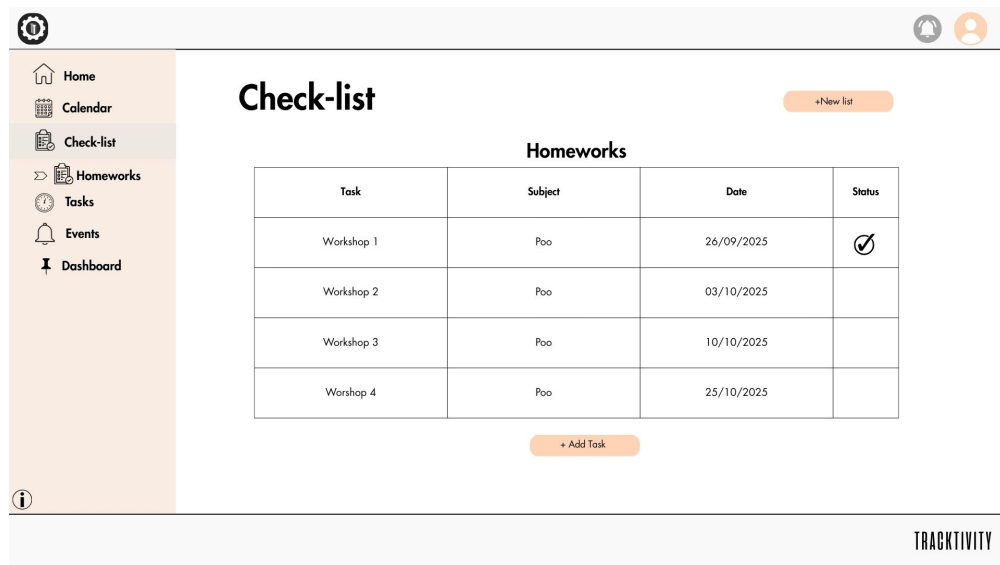 Home
Calendar
Check-list
Homeworks
Tasks
Events
Dashboard
Check-list
+New list
Homeworks
Task Subject Date Status
Workshop 1 Poo 26/09/2025
Workshop 2 Poo 03/10/2025
Workshop 3 Poo 10/10/2025
Worshop 4 Poo 25/10/2025
+ Add Task
TRACKTIVITY